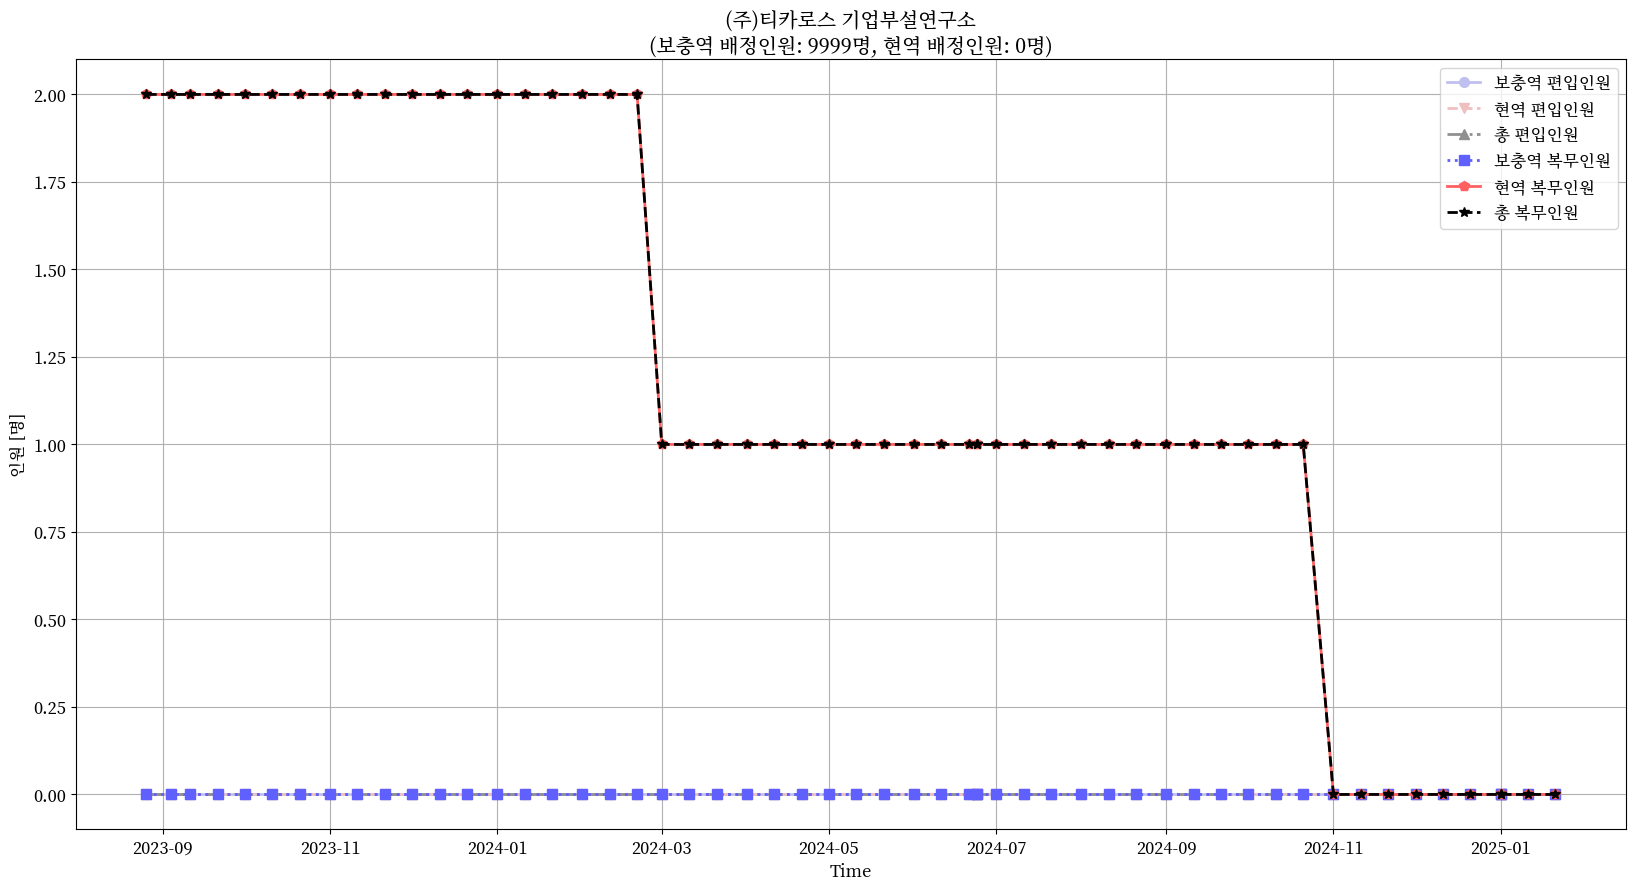 (주)티카로스 기업부설연구소
(보충역 배정인원: 9999명, 현역 배정인원: 0명)
보충역 편입인원
현역 편입인원
총 편입인원
보충역 복무인원
현역 복무인원
총 복무인원
인원 [명]
2.00
1.75
1.50
1.25
1.00
0.75
0.50
0.25
0.00
2023-09 2023-11 2024-01 2024-03 2024-05 2024-07 2024-09 2024-11 2025-01
Time